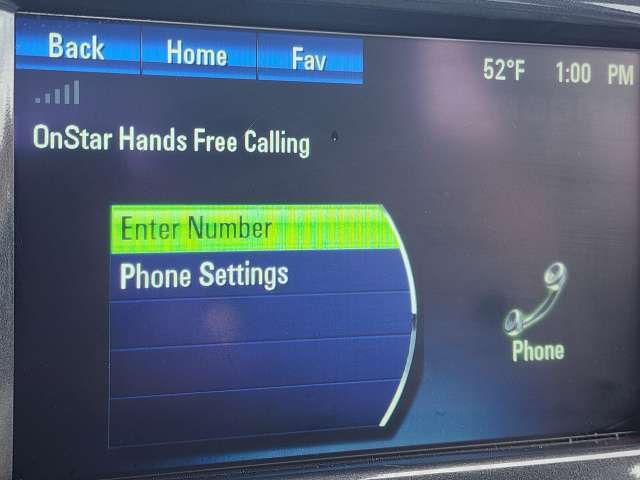 Back Home Fav 52°F 1:00 PM
OnStar Hands Free Calling
Enter Number
Phone Settings
Phone